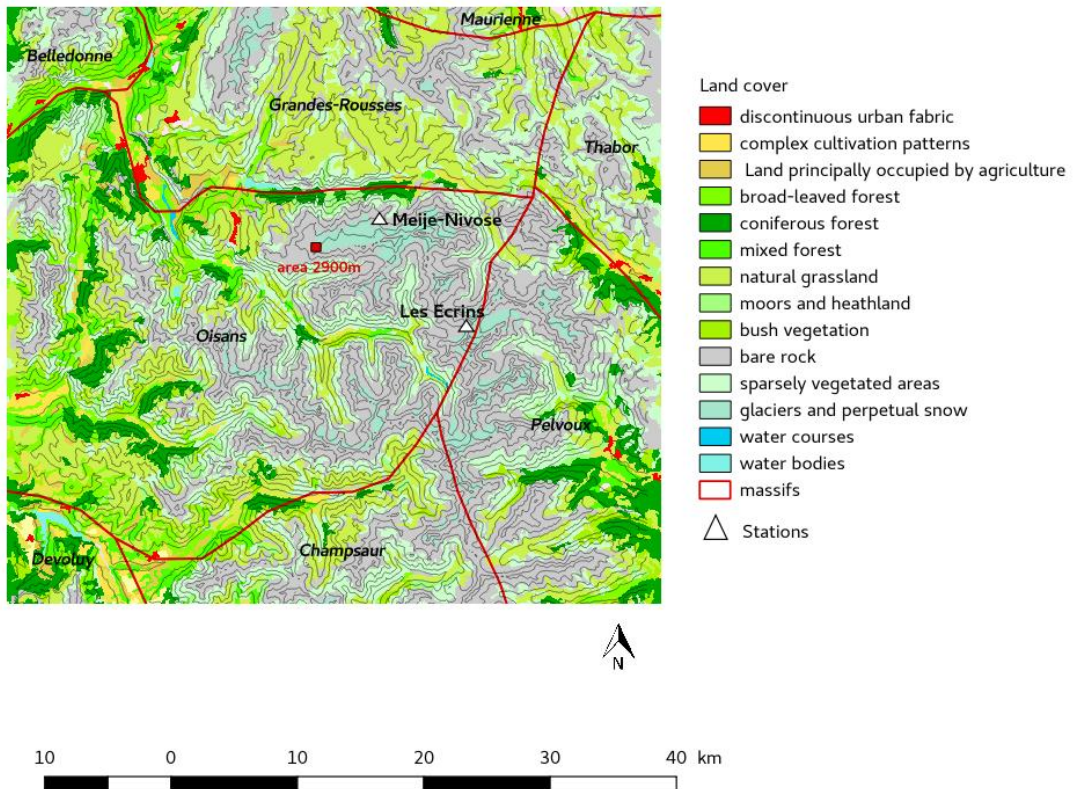 Maurienne
Belledonne
Grandes-Rousses
Thabor
Meije-Nivose
area 2900m
Les Ecrins
Oisans
Pelvoux
Champsaur
Devoluy
Land cover
discontinuous urban fabric
complex cultivation patterns
Land principally occupied by agriculture
broad-leaved forest
coniferous forest
mixed forest
natural grassland
moors and heathland
bush vegetation
bare rock
sparsely vegetated areas
glaciers and perpetual snow
water courses
water bodies
massifs
Stations
N
10 0 10 20 30 40 km